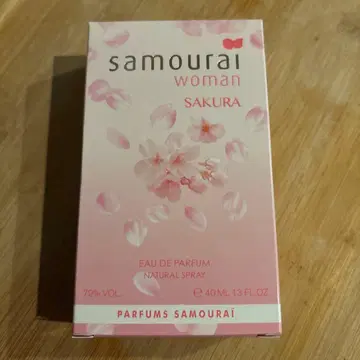 samouraï
woman
SAKURA
EAU DE PARFUM
NATURAL SPRAY
70% VOL. ℮ 40 ML 1.3 FL.OZ
PARFUMS SAMOURAÏ